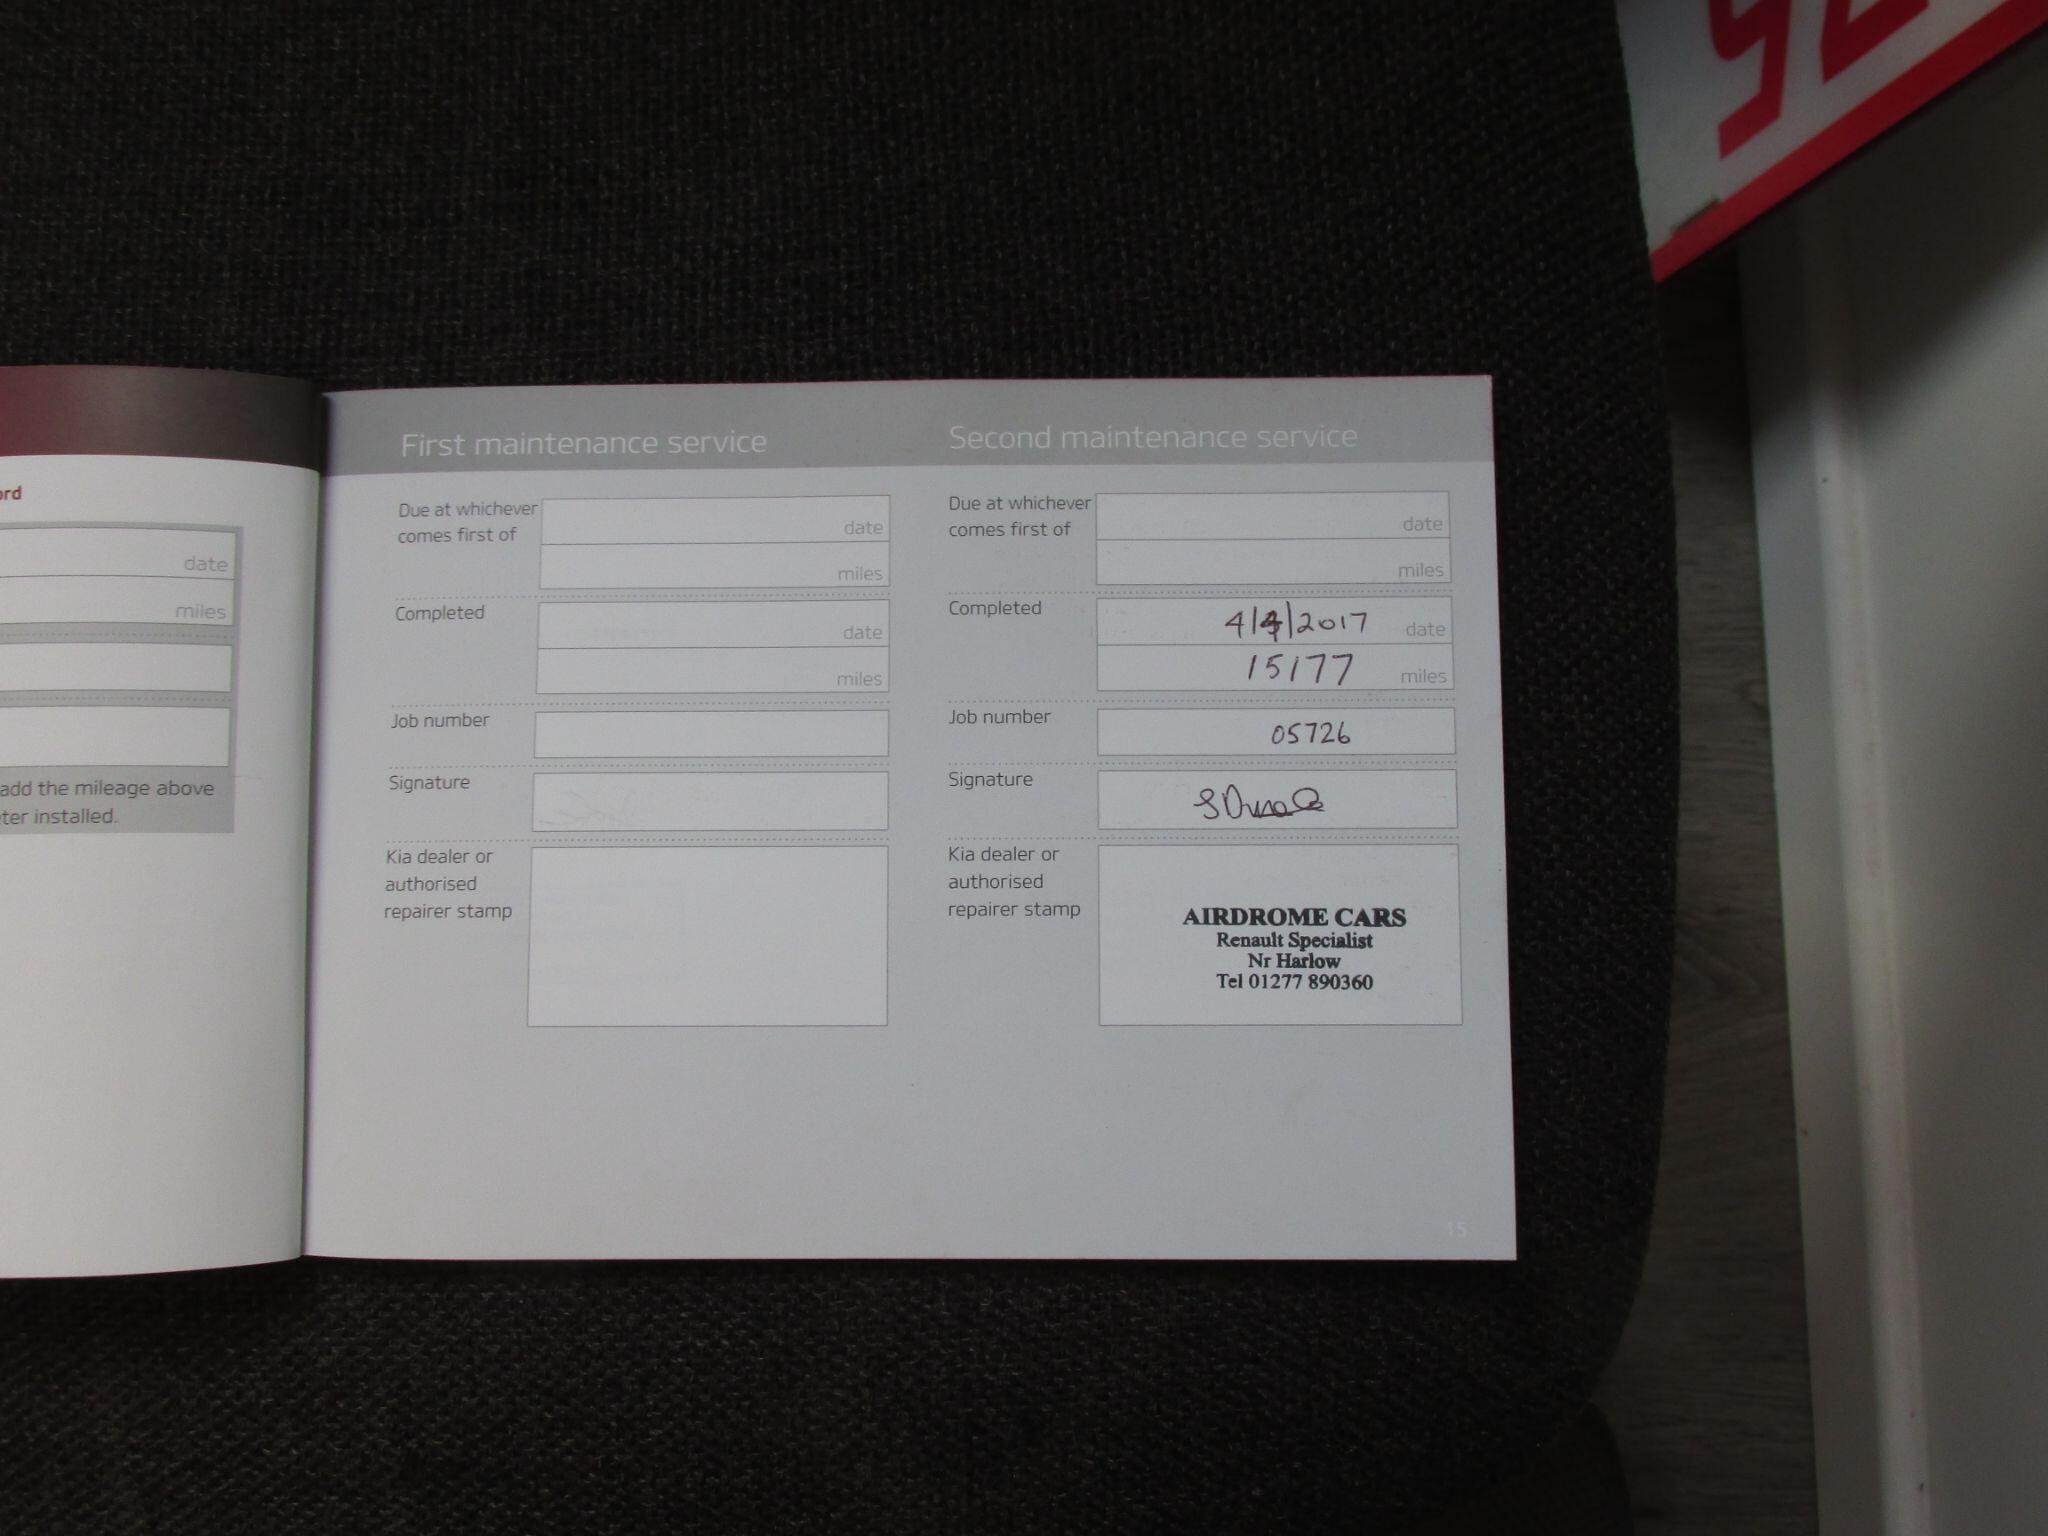 ord
date
miles
add the mileage above
ter installed.
First maintenance service
Due at whichever
comes first of
date
miles
Completed
date
miles
Job number
Signature
Kia dealer or
authorised
repairer stamp
Second maintenance service
Due at whichever
comes first of
date
miles
Completed
4/4/2017 date
15177 miles
Job number
05726
Signature
Kia dealer or
authorised
repairer stamp
AIRDROME CARS
Renault Specialist
Nr Harlow
Tel 01277 890360
15